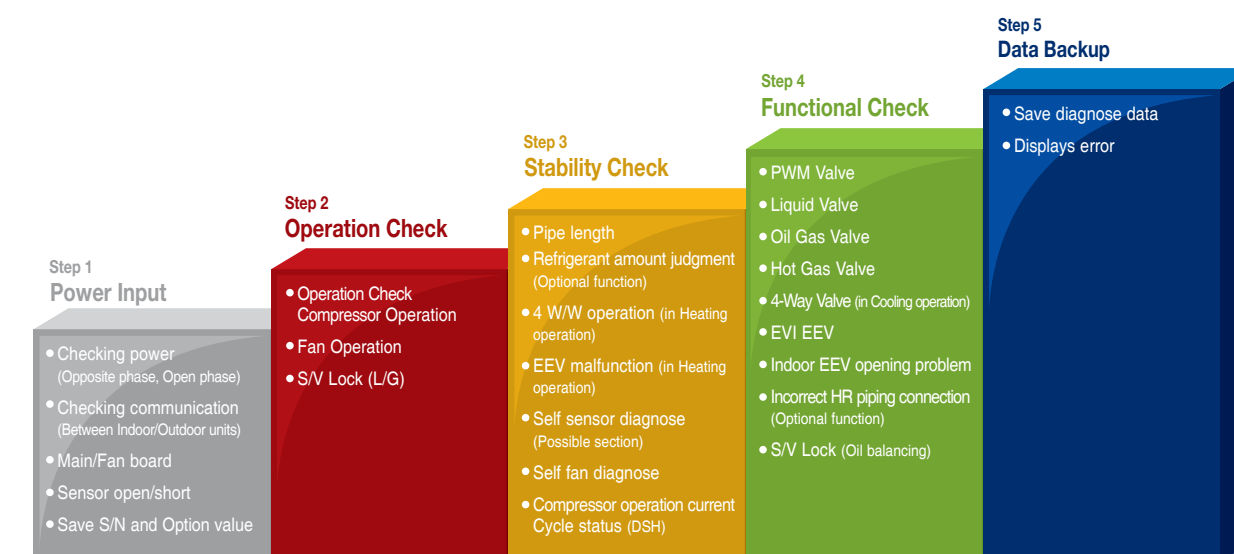 Step 1
Power Input
Checking power
(Opposite phase, Open phase)
Checking communication
(Between Indoor/Outdoor units)
Main/Fan board
Sensor open/short
Save S/N and Option value
Step 2
Operation Check
Operation Check
Compressor Operation
Fan Operation
S/V Lock (L/G)
Step 3
Stability Check
Pipe length
Refrigerant amount judgment
(Optional function)
4 W/W operation (in Heating
operation)
EEV malfunction (in Heating
operation)
Self sensor diagnose
(Possible section)
Self fan diagnose
Compressor operation current
Cycle status (DSH)
Step 4
Functional Check
PWM Valve
Liquid Valve
Oil Gas Valve
Hot Gas Valve
4-Way Valve (in Cooling operation)
EVI EEV
Indoor EEV opening problem
Incorrect HR piping connection
(Optional function)
S/V Lock (Oil balancing)
Step 5
Data Backup
Save diagnose data
Displays error